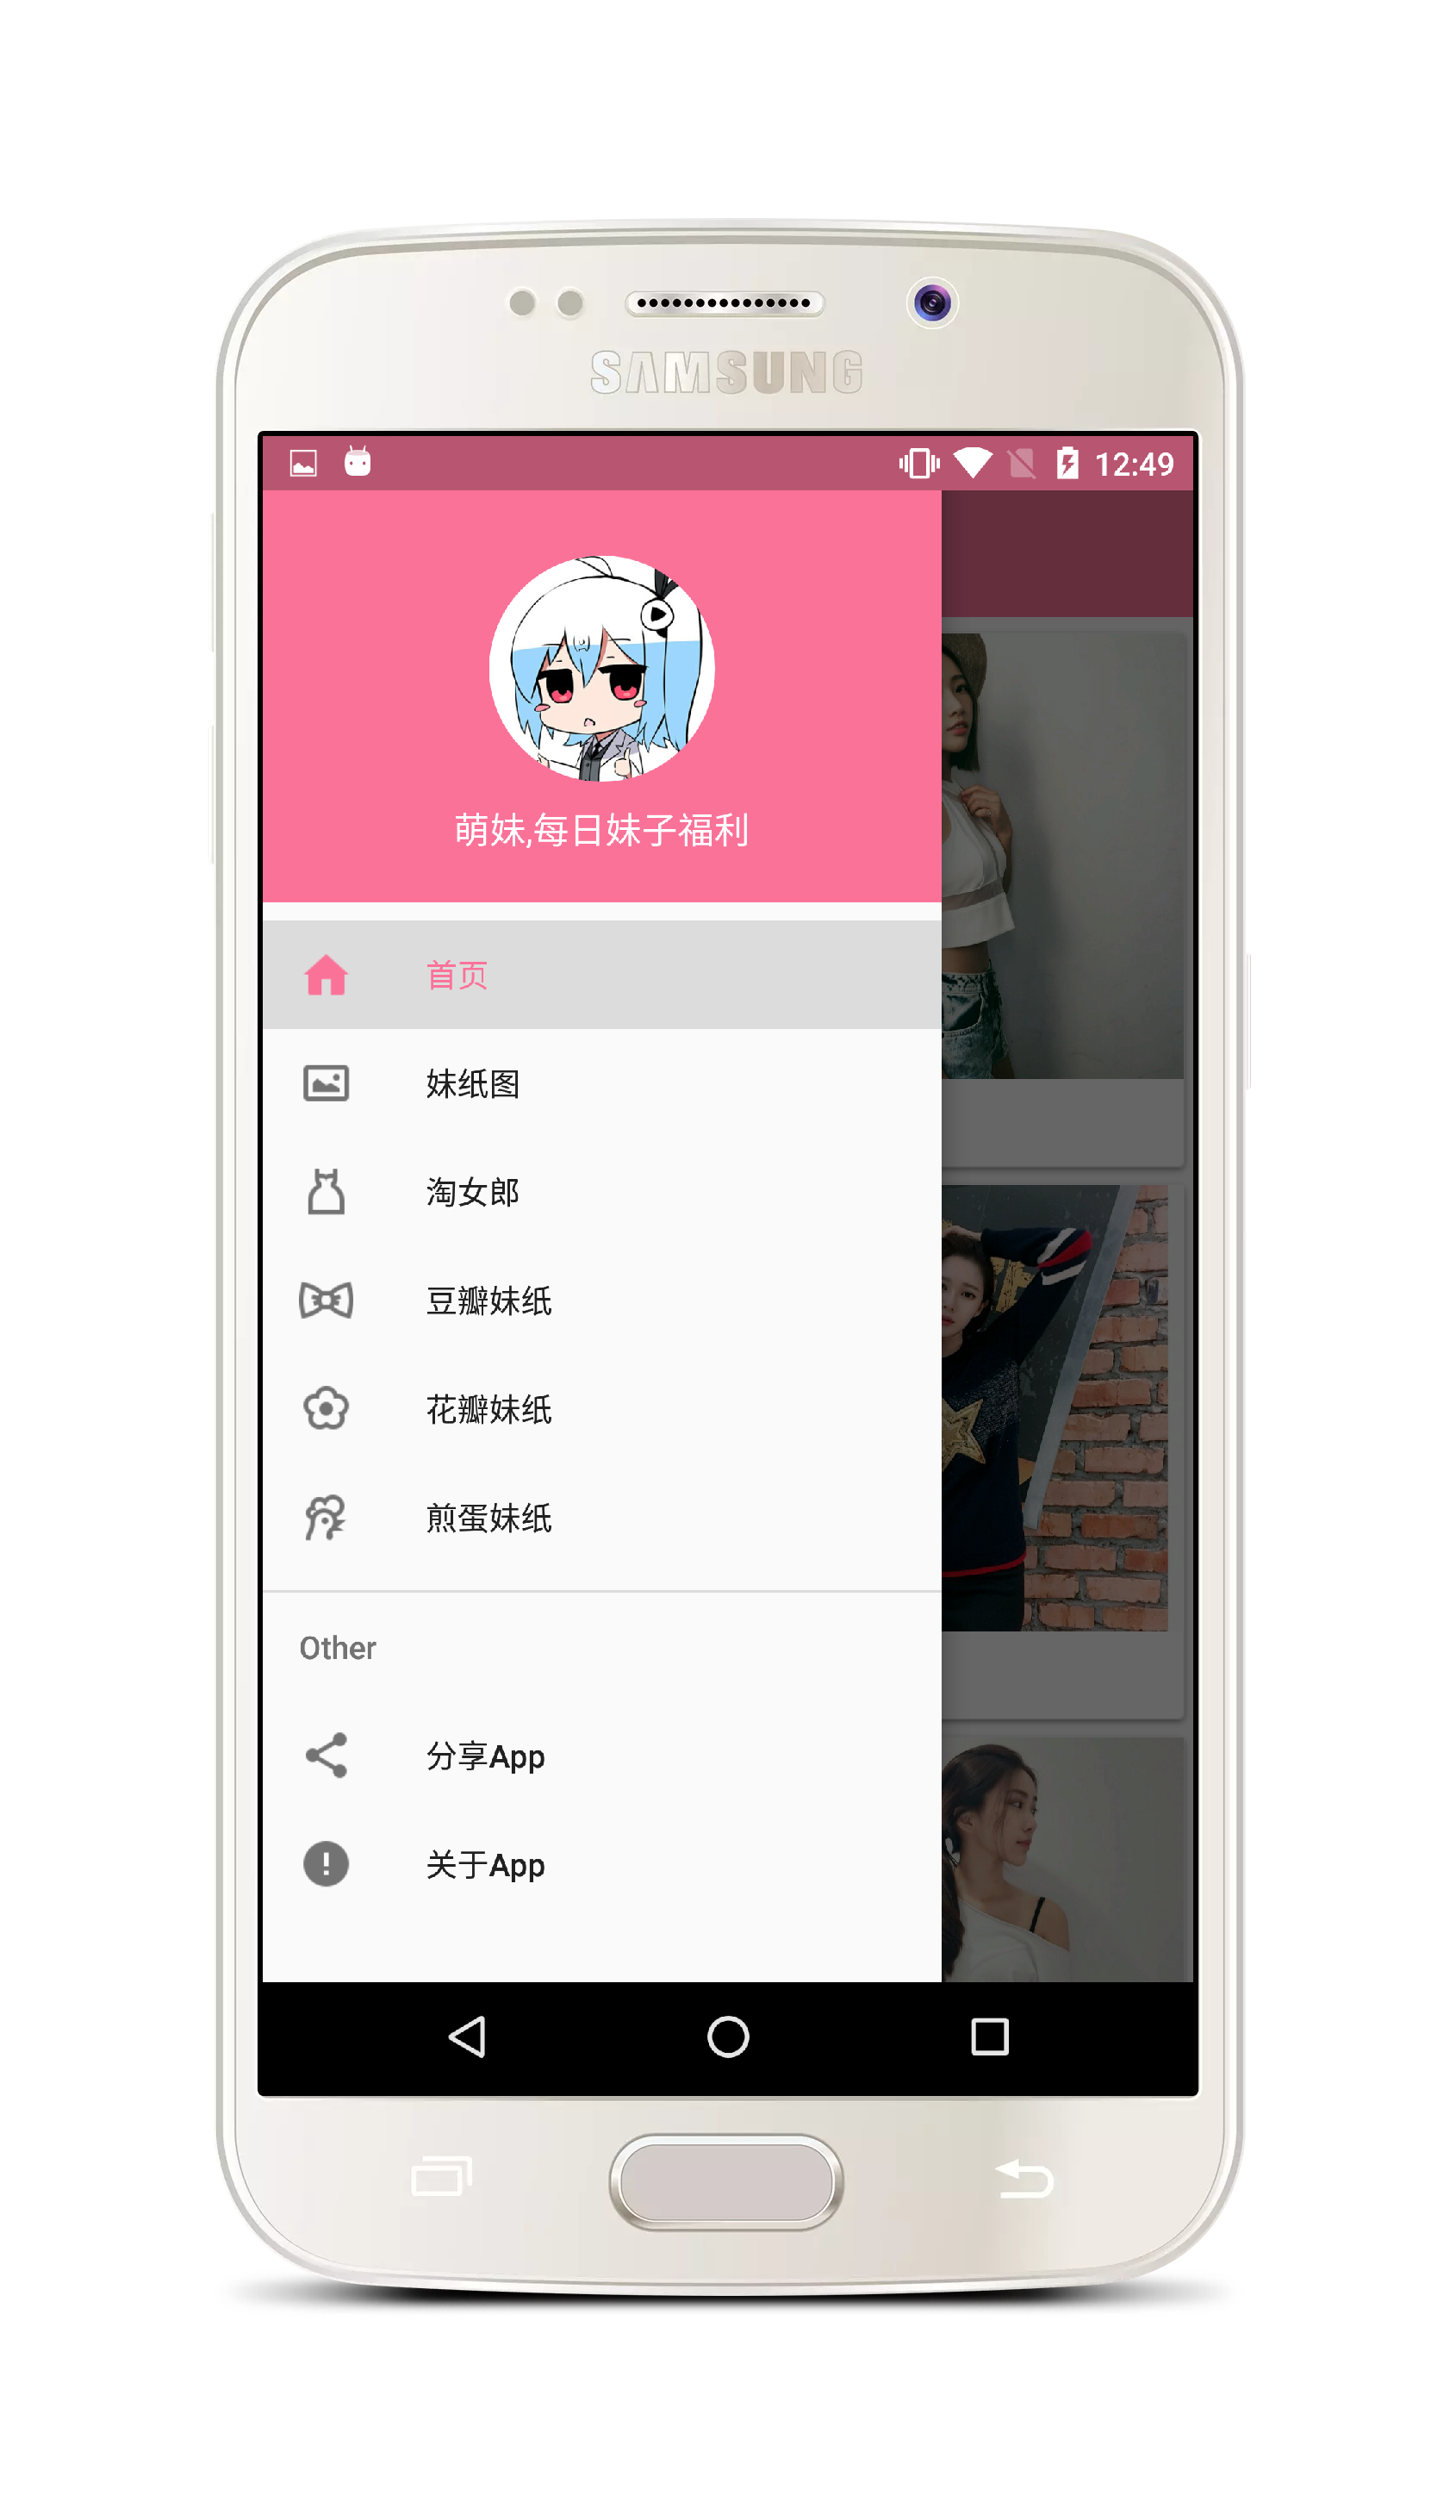 SAMSUNG
12:49
萌妹,每日妹子福利
首页
妹纸图
淘女郎
豆瓣妹纸
花瓣妹纸
煎蛋妹纸
Other
分享App
关于App